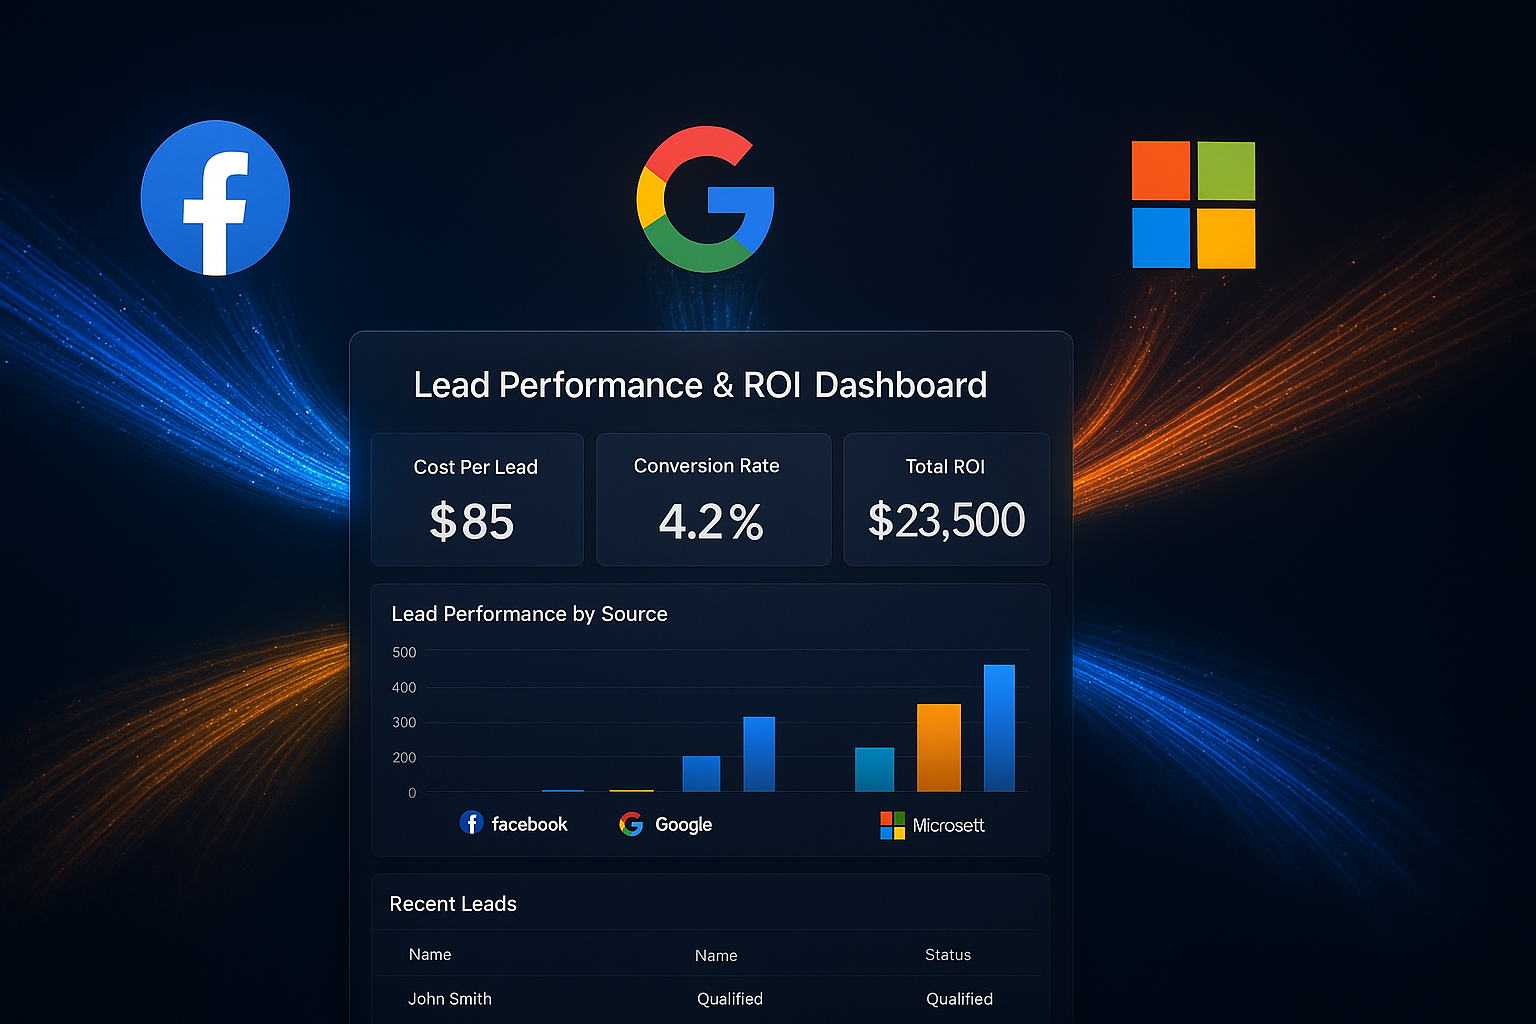 Lead Performance & ROI Dashboard
Cost Per Lead
$85
Conversion Rate
4.2%
Total ROI
$23,500
Lead Performance by Source
500
400
300
200
0
facebook
Google
Microsett
Recent Leads
Name Name Status
John Smith Qualified Qualified